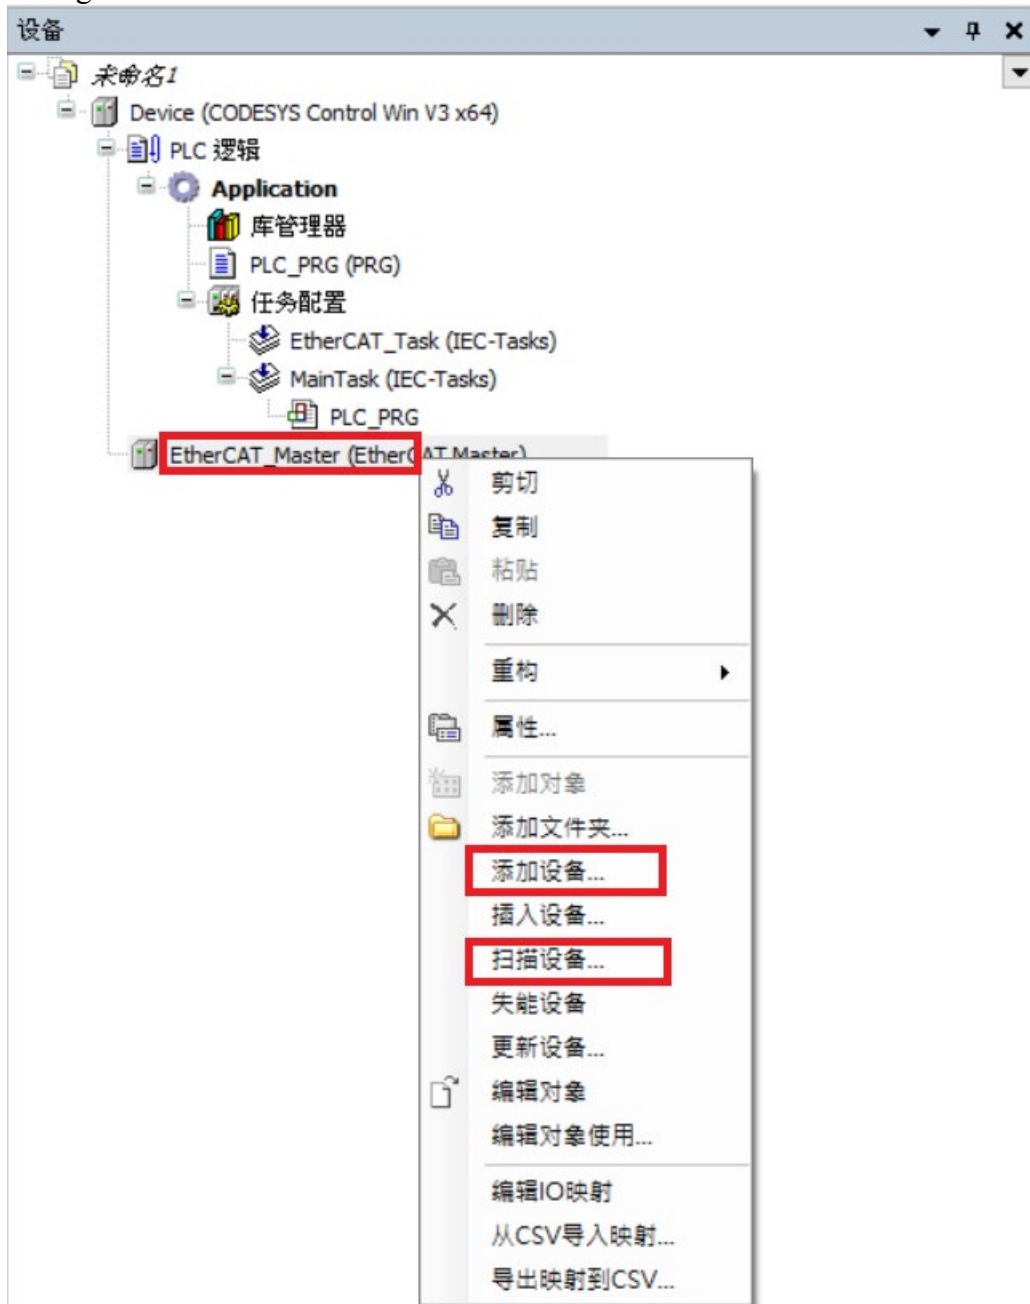 设备
未命名1
Device (CODESYS Control Win V3 x64)
PLC 逻辑
Application
库管理器
PLC_PRG (PRG)
任务配置
EtherCAT_Task (IEC-Tasks)
MainTask (IEC-Tasks)
PLC_PRG
EtherCAT_Master (EtherCAT Master)
剪切
复制
粘贴
删除
重构
属性...
添加对象
添加文件夹...
添加设备...
插入设备...
扫描设备...
失能设备
更新设备...
编辑对象
编辑对象使用...
编辑IO映射
从CSV导入映射...
导出映射到CSV...